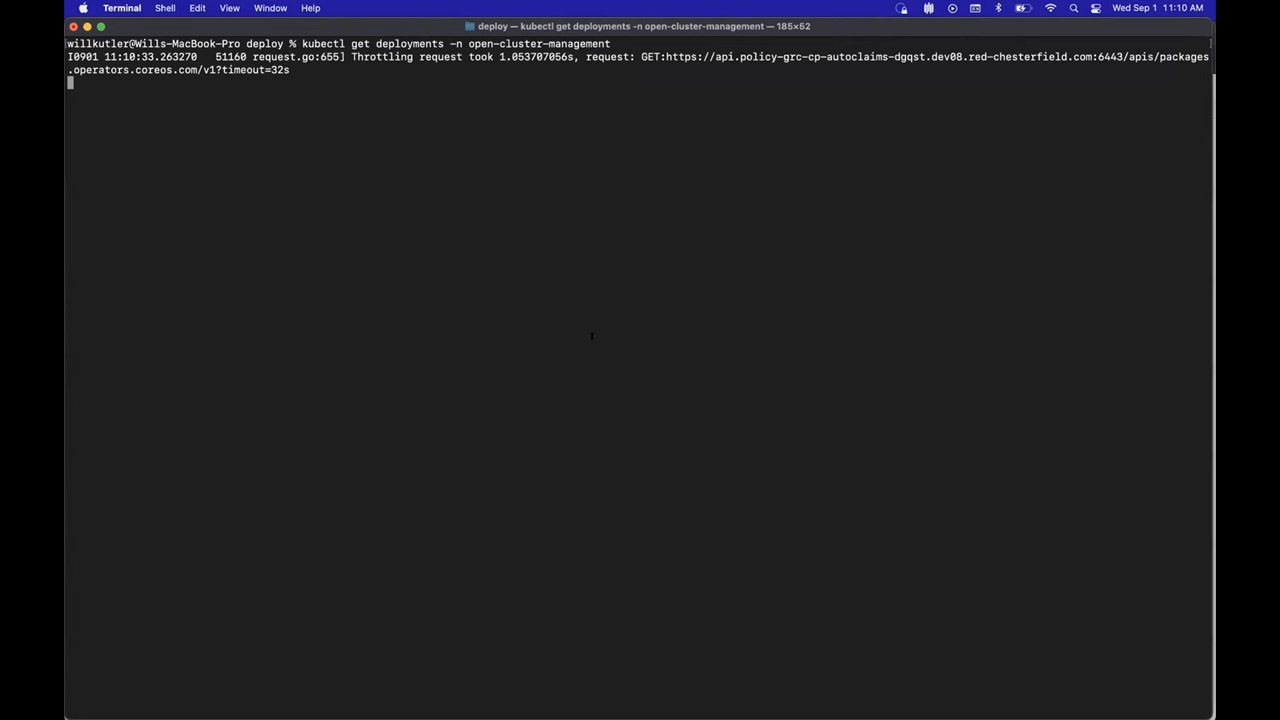 Terminal Shell Edit View Window Help Wed Sep 1 11:10 AM
deploy — kubectl get deployments -n open-cluster-management — 185×52
[willkutler@Wills-MacBook-Pro deploy % kubectl get deployments -n open-cluster-management ]
I0901 11:10:33.263270   51160 request.go:655] Throttling request took 1.053707056s, request: GET:https://api.policy-grc-cp-autoclaims-dgqst.dev08.red-chesterfield.com:6443/apis/packages
.operators.coreos.com/v1?timeout=32s